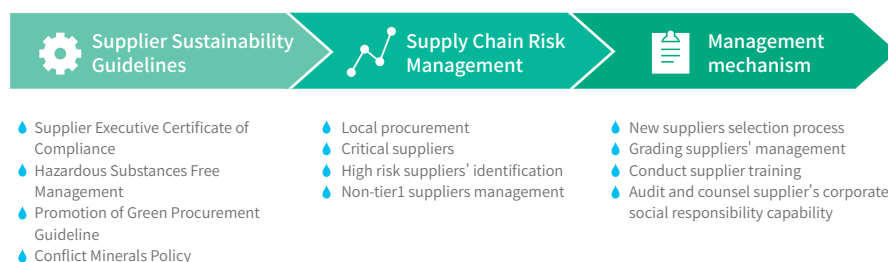 Supplier Sustainability
Guidelines
Supply Chain Risk
Management
Management
mechanism
Supplier Executive Certificate of
Compliance
Hazardous Substances Free
Management
Promotion of Green Procurement
Guideline
Conflict Minerals Policy
Local procurement
Critical suppliers
High risk suppliers' identification
Non-tier1 suppliers management
New suppliers selection process
Grading suppliers' management
Conduct supplier training
Audit and counsel supplier's corporate
social responsibility capability